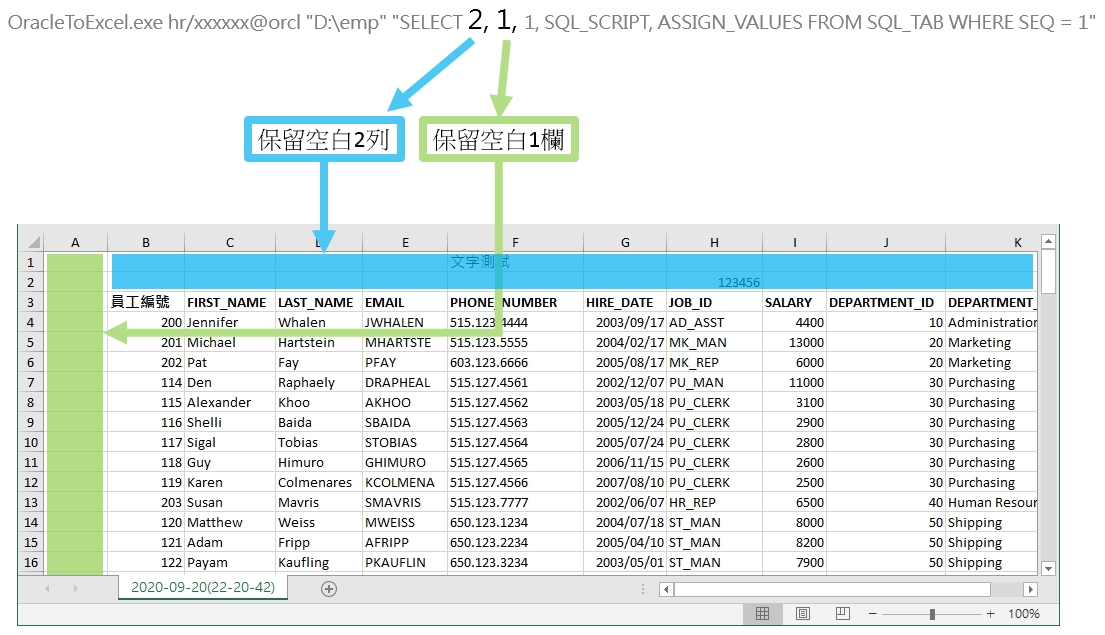 OracleToExcel.exe hr/xxxxxx@orcl "D:\emp" "SELECT 2, 1, 1, SQL_SCRIPT, ASSIGN_VALUES FROM SQL_TAB WHERE SEQ = 1"
保留空白2列 保留空白1欄
A B C D E F G H I J K
1 文字測試
2 123456
3 員工編號 FIRST_NAME LAST_NAME EMAIL PHONE_NUMBER HIRE_DATE JOB_ID SALARY DEPARTMENT_ID DEPARTMENT_
4 200 Jennifer Whalen JWHALEN 515.123.4444 2003/09/17 AD_ASST 4400 10 Administration
5 201 Michael Hartstein MHARTSTE 515.123.5555 2004/02/17 MK_MAN 13000 20 Marketing
6 202 Pat Fay PFAY 603.123.6666 2005/08/17 MK_REP 6000 20 Marketing
7 114 Den Raphaely DRAPHEAL 515.127.4561 2002/12/07 PU_MAN 11000 30 Purchasing
8 115 Alexander Khoo AKHOO 515.127.4562 2003/05/18 PU_CLERK 3100 30 Purchasing
9 116 Shelli Baida SBAIDA 515.127.4563 2005/12/24 PU_CLERK 2900 30 Purchasing
10 117 Sigal Tobias STOBIAS 515.127.4564 2005/07/24 PU_CLERK 2800 30 Purchasing
11 118 Guy Himuro GHIMURO 515.127.4565 2006/11/15 PU_CLERK 2600 30 Purchasing
12 119 Karen Colmenares KCOLMENA 515.127.4566 2007/08/10 PU_CLERK 2500 30 Purchasing
13 203 Susan Mavris SMAVRIS 515.123.7777 2002/06/07 HR_REP 6500 40 Human Resour
14 120 Matthew Weiss MWEISS 650.123.1234 2004/07/18 ST_MAN 8000 50 Shipping
15 121 Adam Fripp AFRIPP 650.123.2234 2005/04/10 ST_MAN 8200 50 Shipping
16 122 Payam Kaufling PKAUFLIN 650.123.3234 2003/05/01 ST_MAN 7900 50 Shipping
2020-09-20(22-20-42)
100%